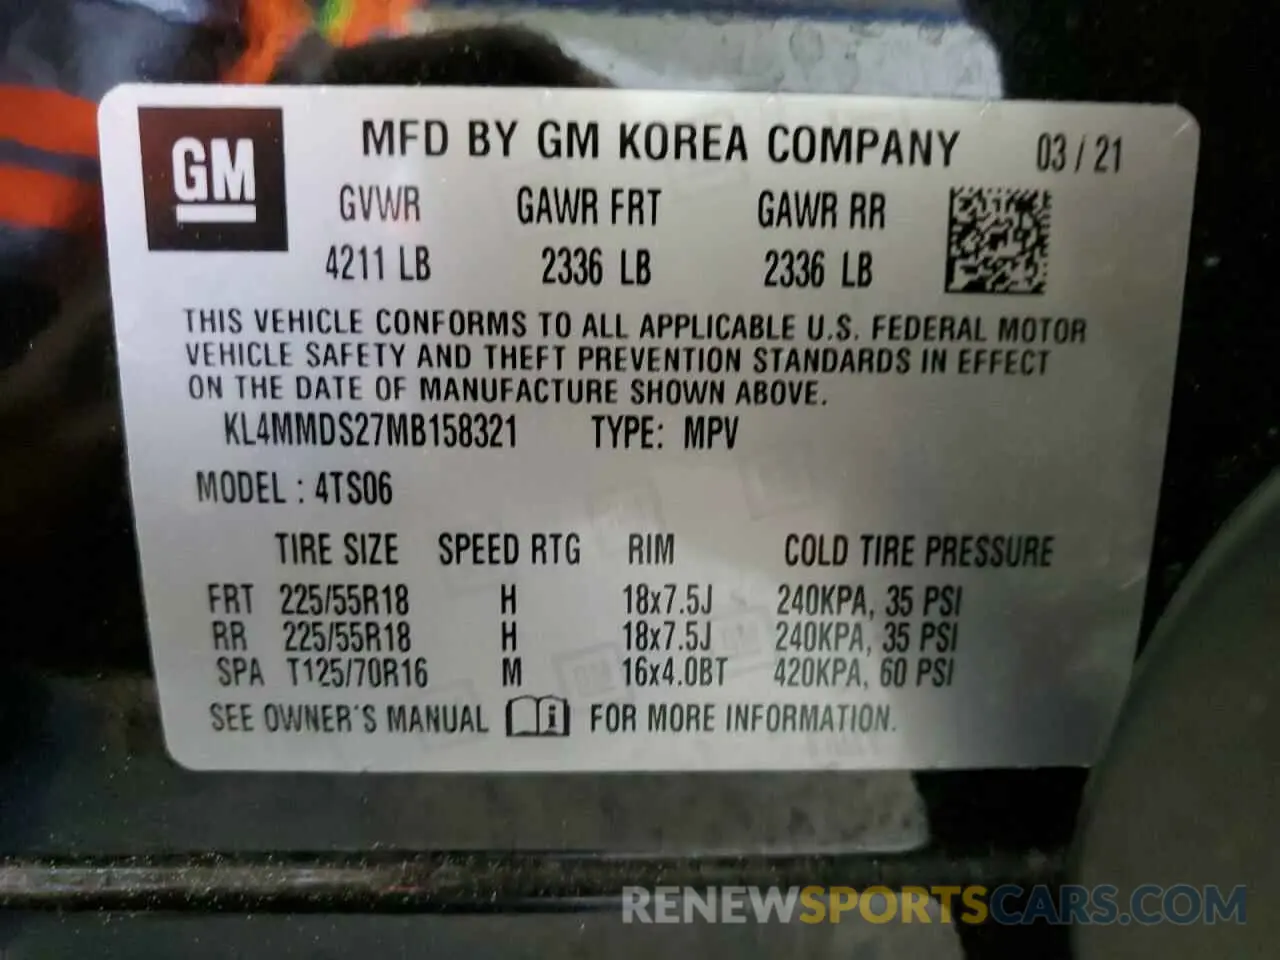 GM
MFD BY GM KOREA COMPANY 03 / 21
GVWR GAWR FRT GAWR RR
4211 LB 2336 LB 2336 LB
THIS VEHICLE CONFORMS TO ALL APPLICABLE U.S. FEDERAL MOTOR
VEHICLE SAFETY AND THEFT PREVENTION STANDARDS IN EFFECT
ON THE DATE OF MANUFACTURE SHOWN ABOVE.
KL4MMDS27MB158321 TYPE: MPV
MODEL : 4TS06
TIRE SIZE SPEED RTG RIM COLD TIRE PRESSURE
FRT 225/55R18 H 18x7.5J 240KPA, 35 PSI
RR 225/55R18 H 18x7.5J 240KPA, 35 PSI
SPA T125/70R16 M 16x4.0BT 420KPA, 60 PSI
SEE OWNER'S MANUAL i FOR MORE INFORMATION.
RENEWSPORTSCARS.COM